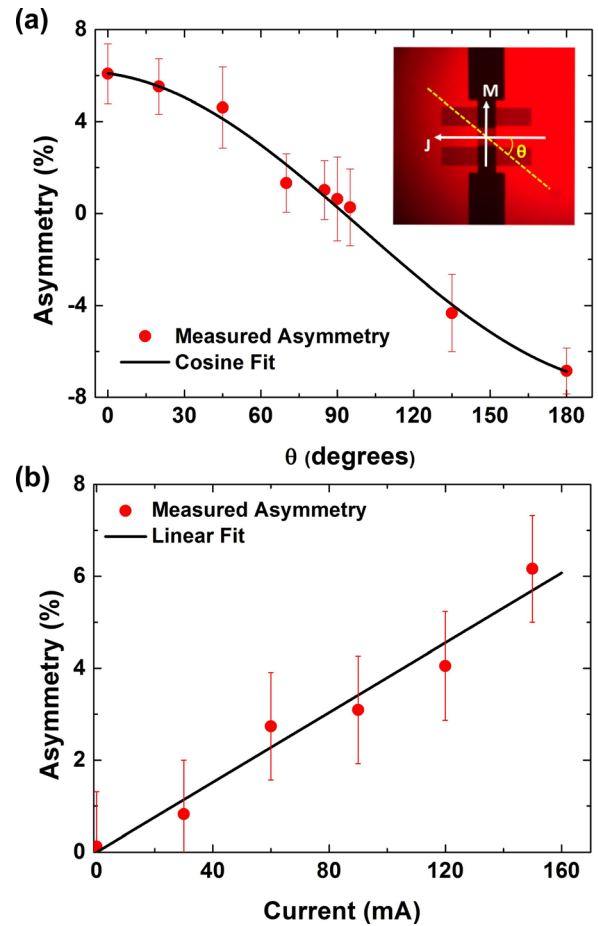 (a)
8
4
0
-4
-8
Asymmetry (%)
M
J
θ
Measured Asymmetry
Cosine Fit
0 30 60 90 120 150 180
θ (degrees)
(b)
8
6
4
2
0
Asymmetry (%)
Measured Asymmetry
Linear Fit
0 40 80 120 160
Current (mA)